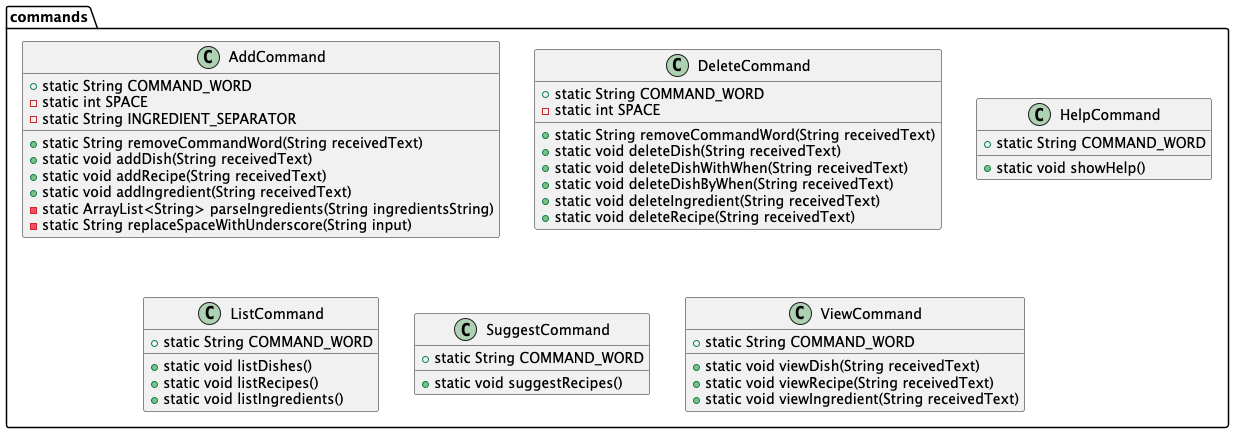 commands
C AddCommand
static String COMMAND_WORD
static int SPACE
static String INGREDIENT_SEPARATOR
static String removeCommandWord(String receivedText)
static void addDish(String receivedText)
static void addRecipe(String receivedText)
static void addIngredient(String receivedText)
static ArrayList<String> parseIngredients(String ingredientsString)
static String replaceSpaceWithUnderscore(String input)
C DeleteCommand
static String COMMAND_WORD
static int SPACE
static String removeCommandWord(String receivedText)
static void deleteDish(String receivedText)
static void deleteDishWithWhen(String receivedText)
static void deleteDishByWhen(String receivedText)
static void deleteIngredient(String receivedText)
static void deleteRecipe(String receivedText)
C HelpCommand
static String COMMAND_WORD
static void showHelp()
C ListCommand
static String COMMAND_WORD
static void listDishes()
static void listRecipes()
static void listIngredients()
C SuggestCommand
static String COMMAND_WORD
static void suggestRecipes()
C ViewCommand
static String COMMAND_WORD
static void viewDish(String receivedText)
static void viewRecipe(String receivedText)
static void viewIngredient(String receivedText)